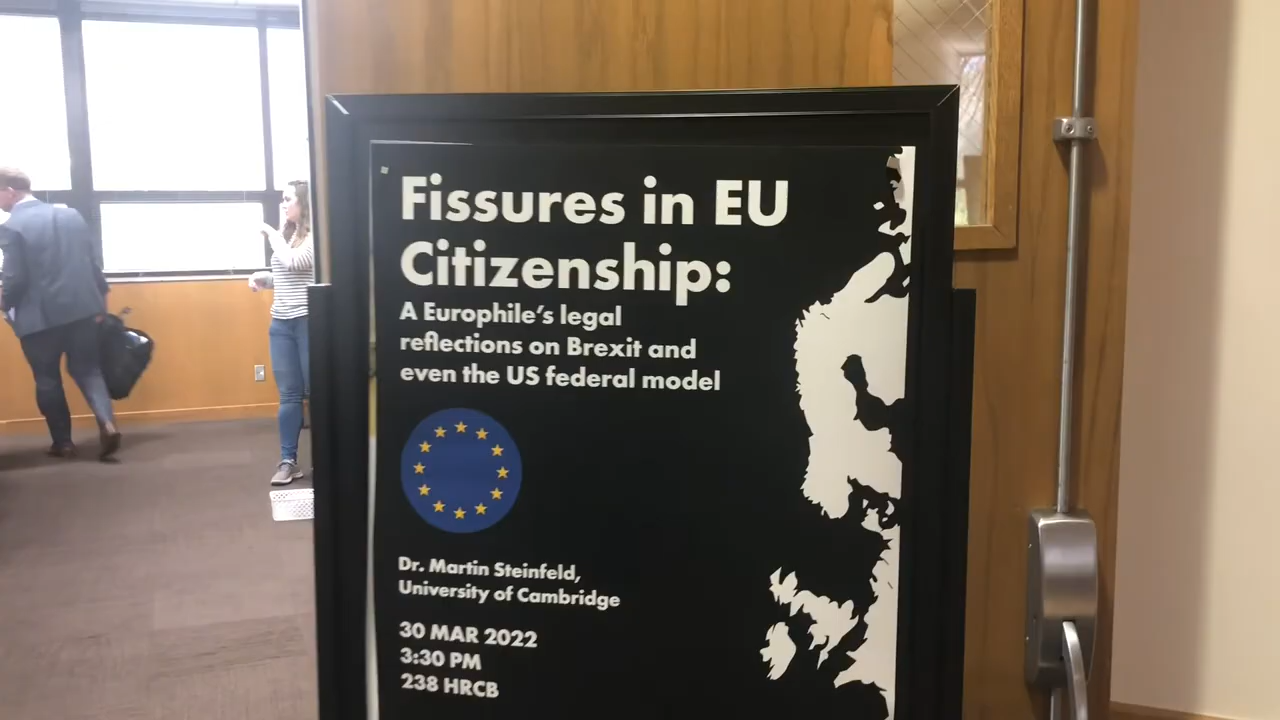 Fissures in EU
Citizenship:
A Europhile's legal
reflections on Brexit and
even the US federal model
Dr. Martin Steinfeld,
University of Cambridge
30 MAR 2022
3:30 PM
238 HRCB